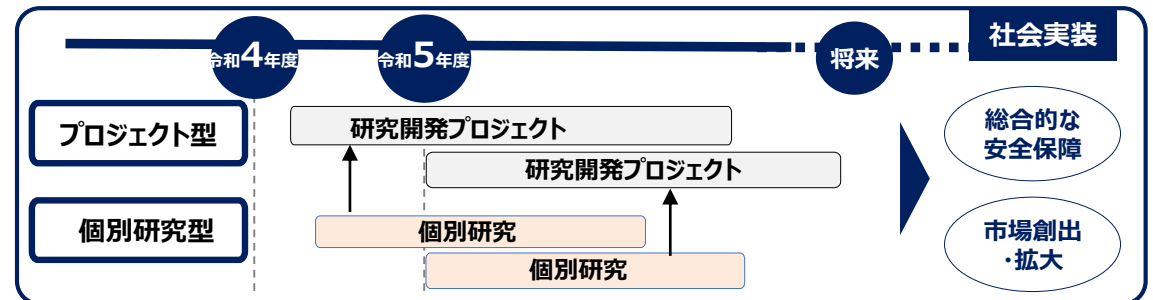 令和4年度
令和5年度
将来
社会実装
プロジェクト型
研究開発プロジェクト
研究開発プロジェクト
個別研究型
個別研究
個別研究
総合的な
安全保障
市場創出
・拡大